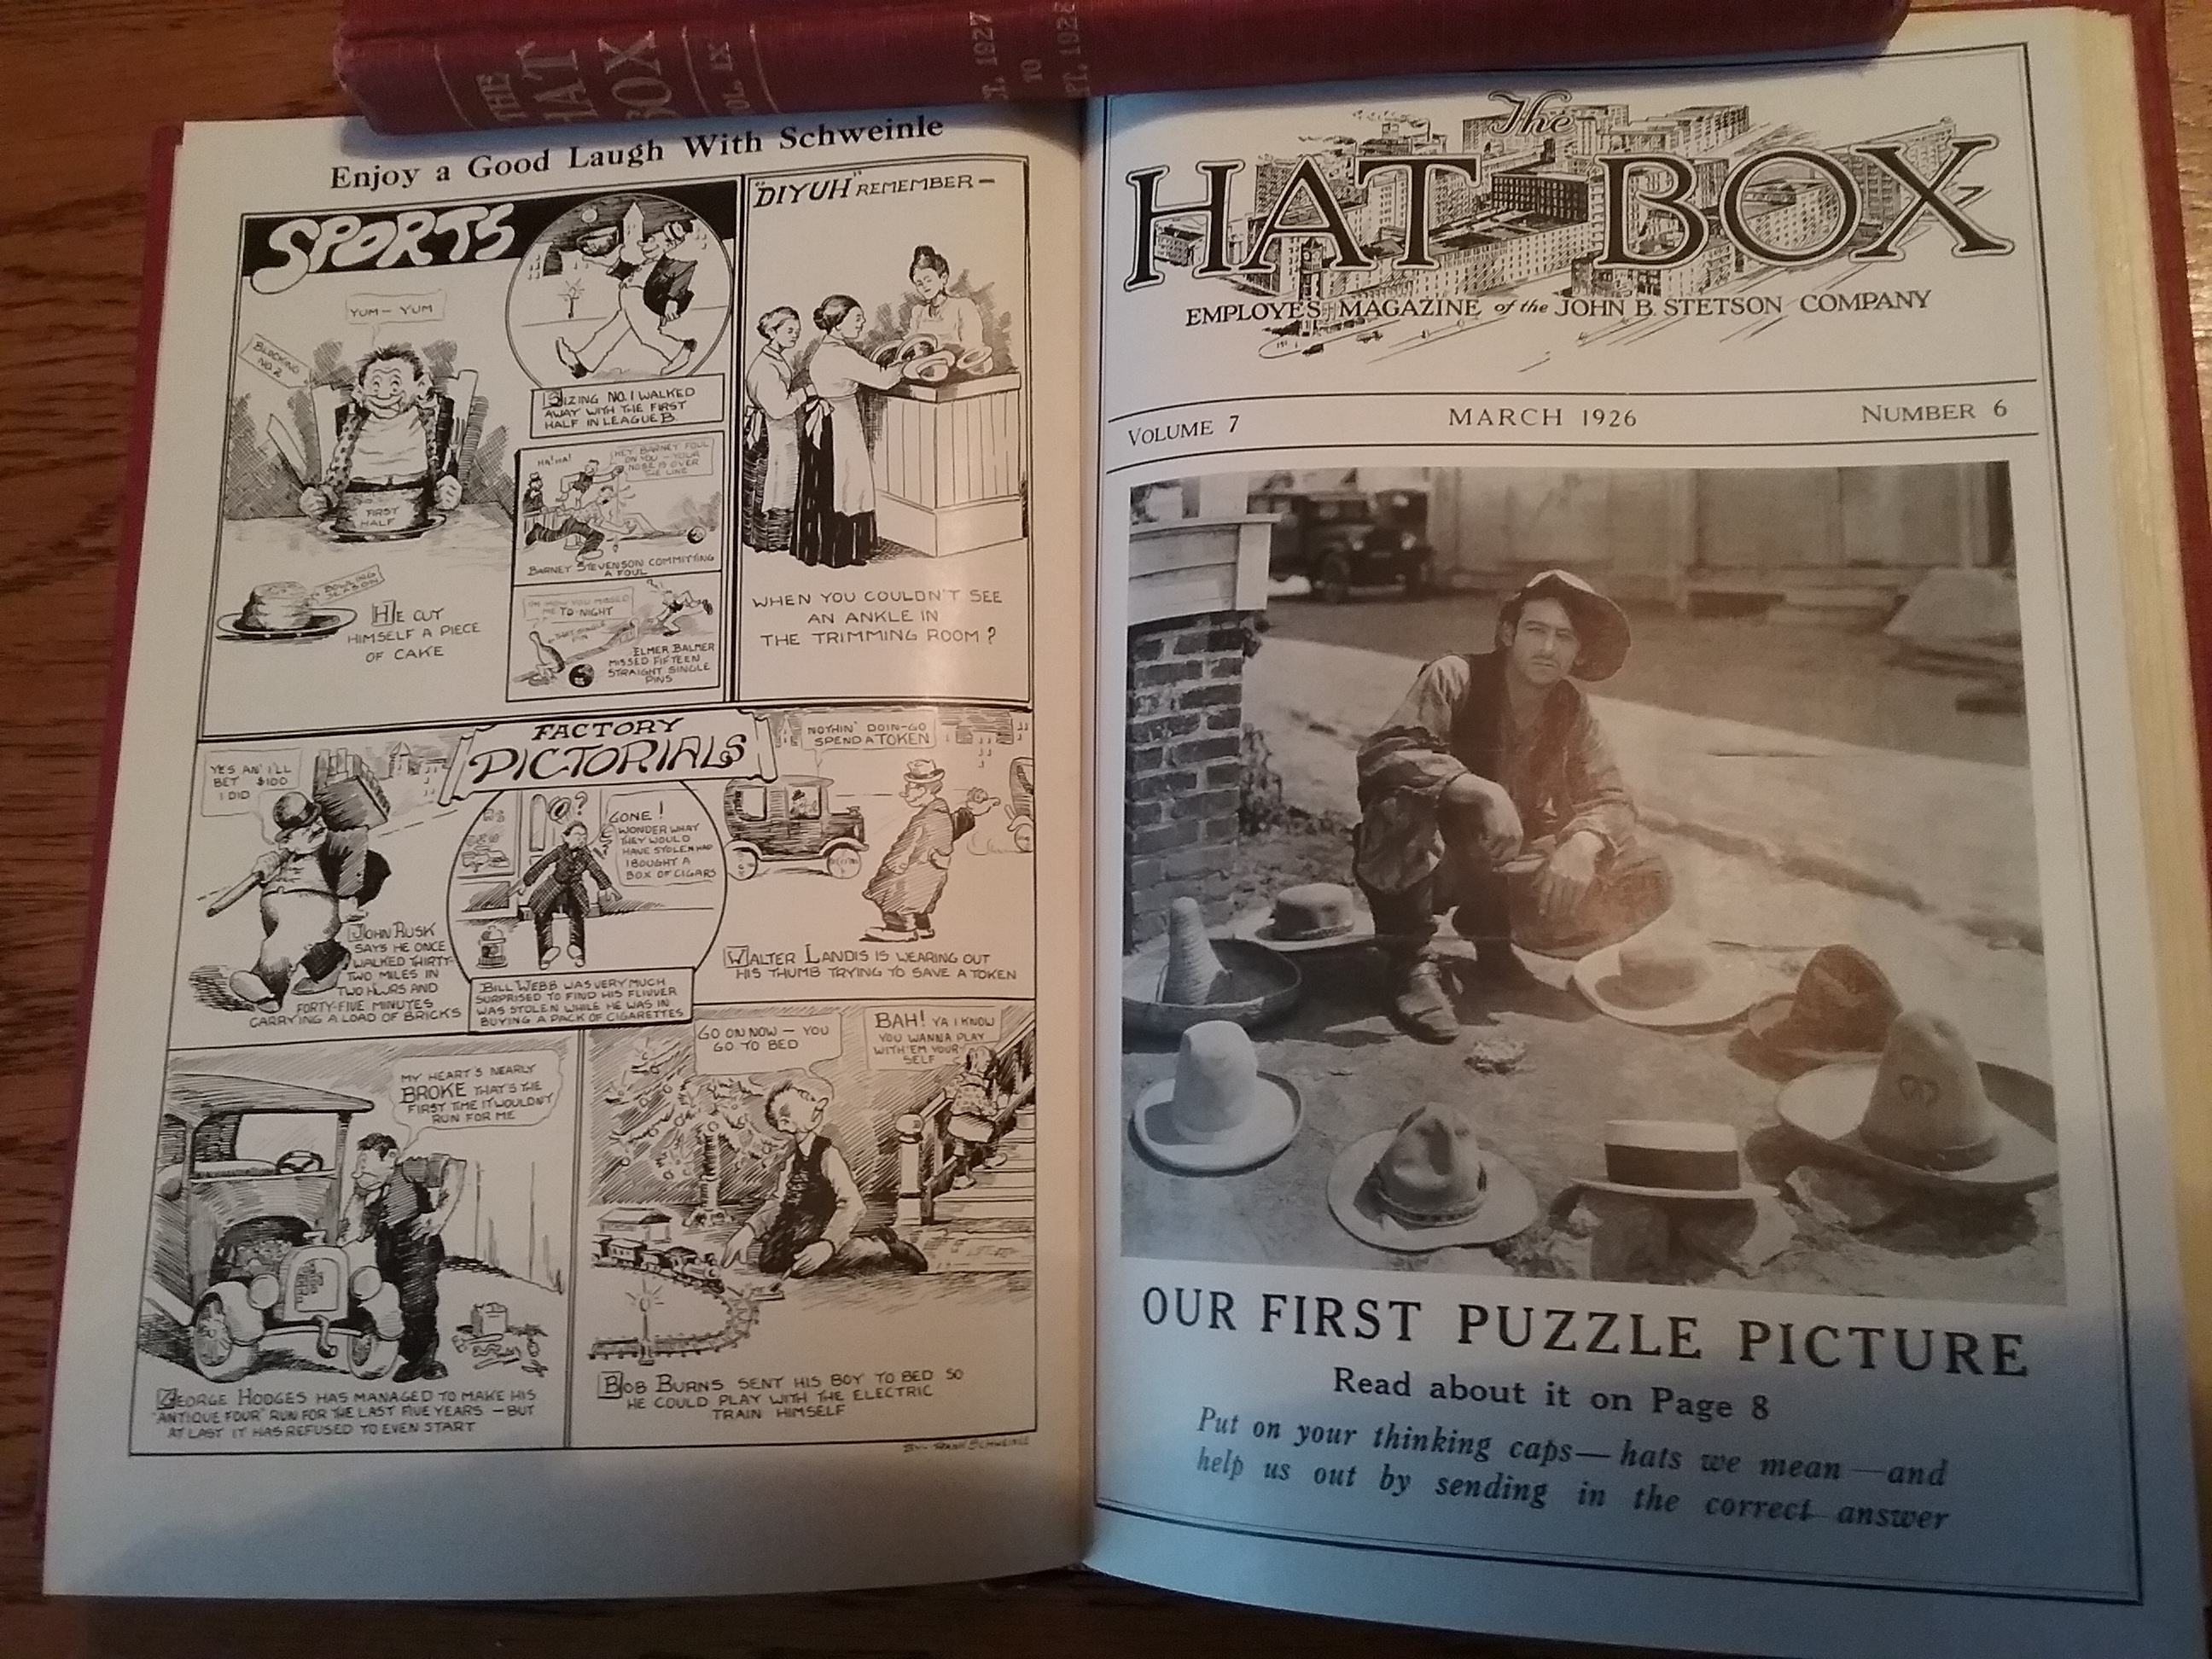 THE
HAT
BOX
VOL. IX
CT. 1927
TO
PT. 1928
Enjoy a Good Laugh With Schweinle
SPORTS
YUM-YUM
BLOCKING
NO. 2
FIRST
HALF
BOWLING
SEASON
HE CUT
HIMSELF A PIECE
OF CAKE
SIZING NO. 1 WALKED
AWAY WITH THE FIRST
HALF IN LEAGUE B.
HA! HA!
HEY BARNEY FOUL
ON YOU - YOUR
NOSE IS OVER
THE LINE
BARNEY STEVENSON COMMITTING
A FOUL
OH HOW YOU MISSED
ME TO-NIGHT
SINGLE
PIN
ELMER BALMER
MISSED FIFTEEN
STRAIGHT SINGLE
PINS
"DIYUH" REMEMBER -
WHEN YOU COULDN'T SEE
AN ANKLE IN
THE TRIMMING ROOM?
FACTORY
PICTORIALS
YES AN' I'LL
BET $100
I DID
JOHN RUSK
SAYS HE ONCE
WALKED THIRTY-
TWO MILES IN
TWO HOURS AND
FORTY-FIVE MINUTES
CARRYING A LOAD OF BRICKS
?
GONE!
WONDER WHAT
THEY WOULD
HAVE STOLEN HAD
I BOUGHT A
BOX OF CIGARS
BILL WEBB WAS VERY MUCH
SURPRISED TO FIND HIS FLIVVER
WAS STOLEN WHILE HE WAS IN
BUYING A PACK OF CIGARETTES
NOTHIN' DOIN-GO
SPEND A TOKEN
WALTER LANDIS IS WEARING OUT
HIS THUMB TRYING TO SAVE A TOKEN
MY HEART'S NEARLY
BROKE THAT'S THE
FIRST TIME IT WOULDN'T
RUN FOR ME
GEORGE HODGES HAS MANAGED TO MAKE HIS
"ANTIQUE FOUR" RUN FOR THE LAST FIVE YEARS - BUT
AT LAST IT HAS REFUSED TO EVEN START
GO ON NOW - YOU
GO TO BED
BAH! YA I KNOW
YOU WANNA PLAY
WITH 'EM YOUR
SELF
BOB BURNS SENT HIS BOY TO BED SO
HE COULD PLAY WITH THE ELECTRIC
TRAIN HIMSELF
BY- FRANK SCHWEINLE
The
HAT BOX
EMPLOYES MAGAZINE of the JOHN B. STETSON COMPANY
VOLUME 7 MARCH 1926 NUMBER 6
OUR FIRST PUZZLE PICTURE
Read about it on Page 8
Put on your thinking caps—hats we mean—and
help us out by sending in the correct answer